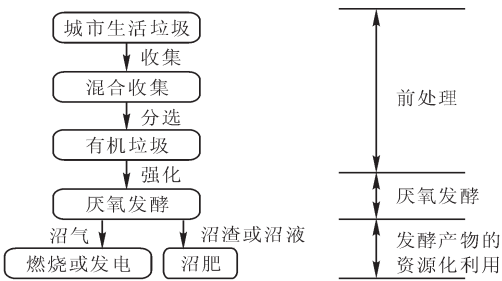 城市生活垃圾
收集
混合收集
分选
有机垃圾
强化
厌氧发酵
沼气
沼渣或沼液
燃烧或发电
沼肥
前处理
厌氧发酵
发酵产物的
资源化利用